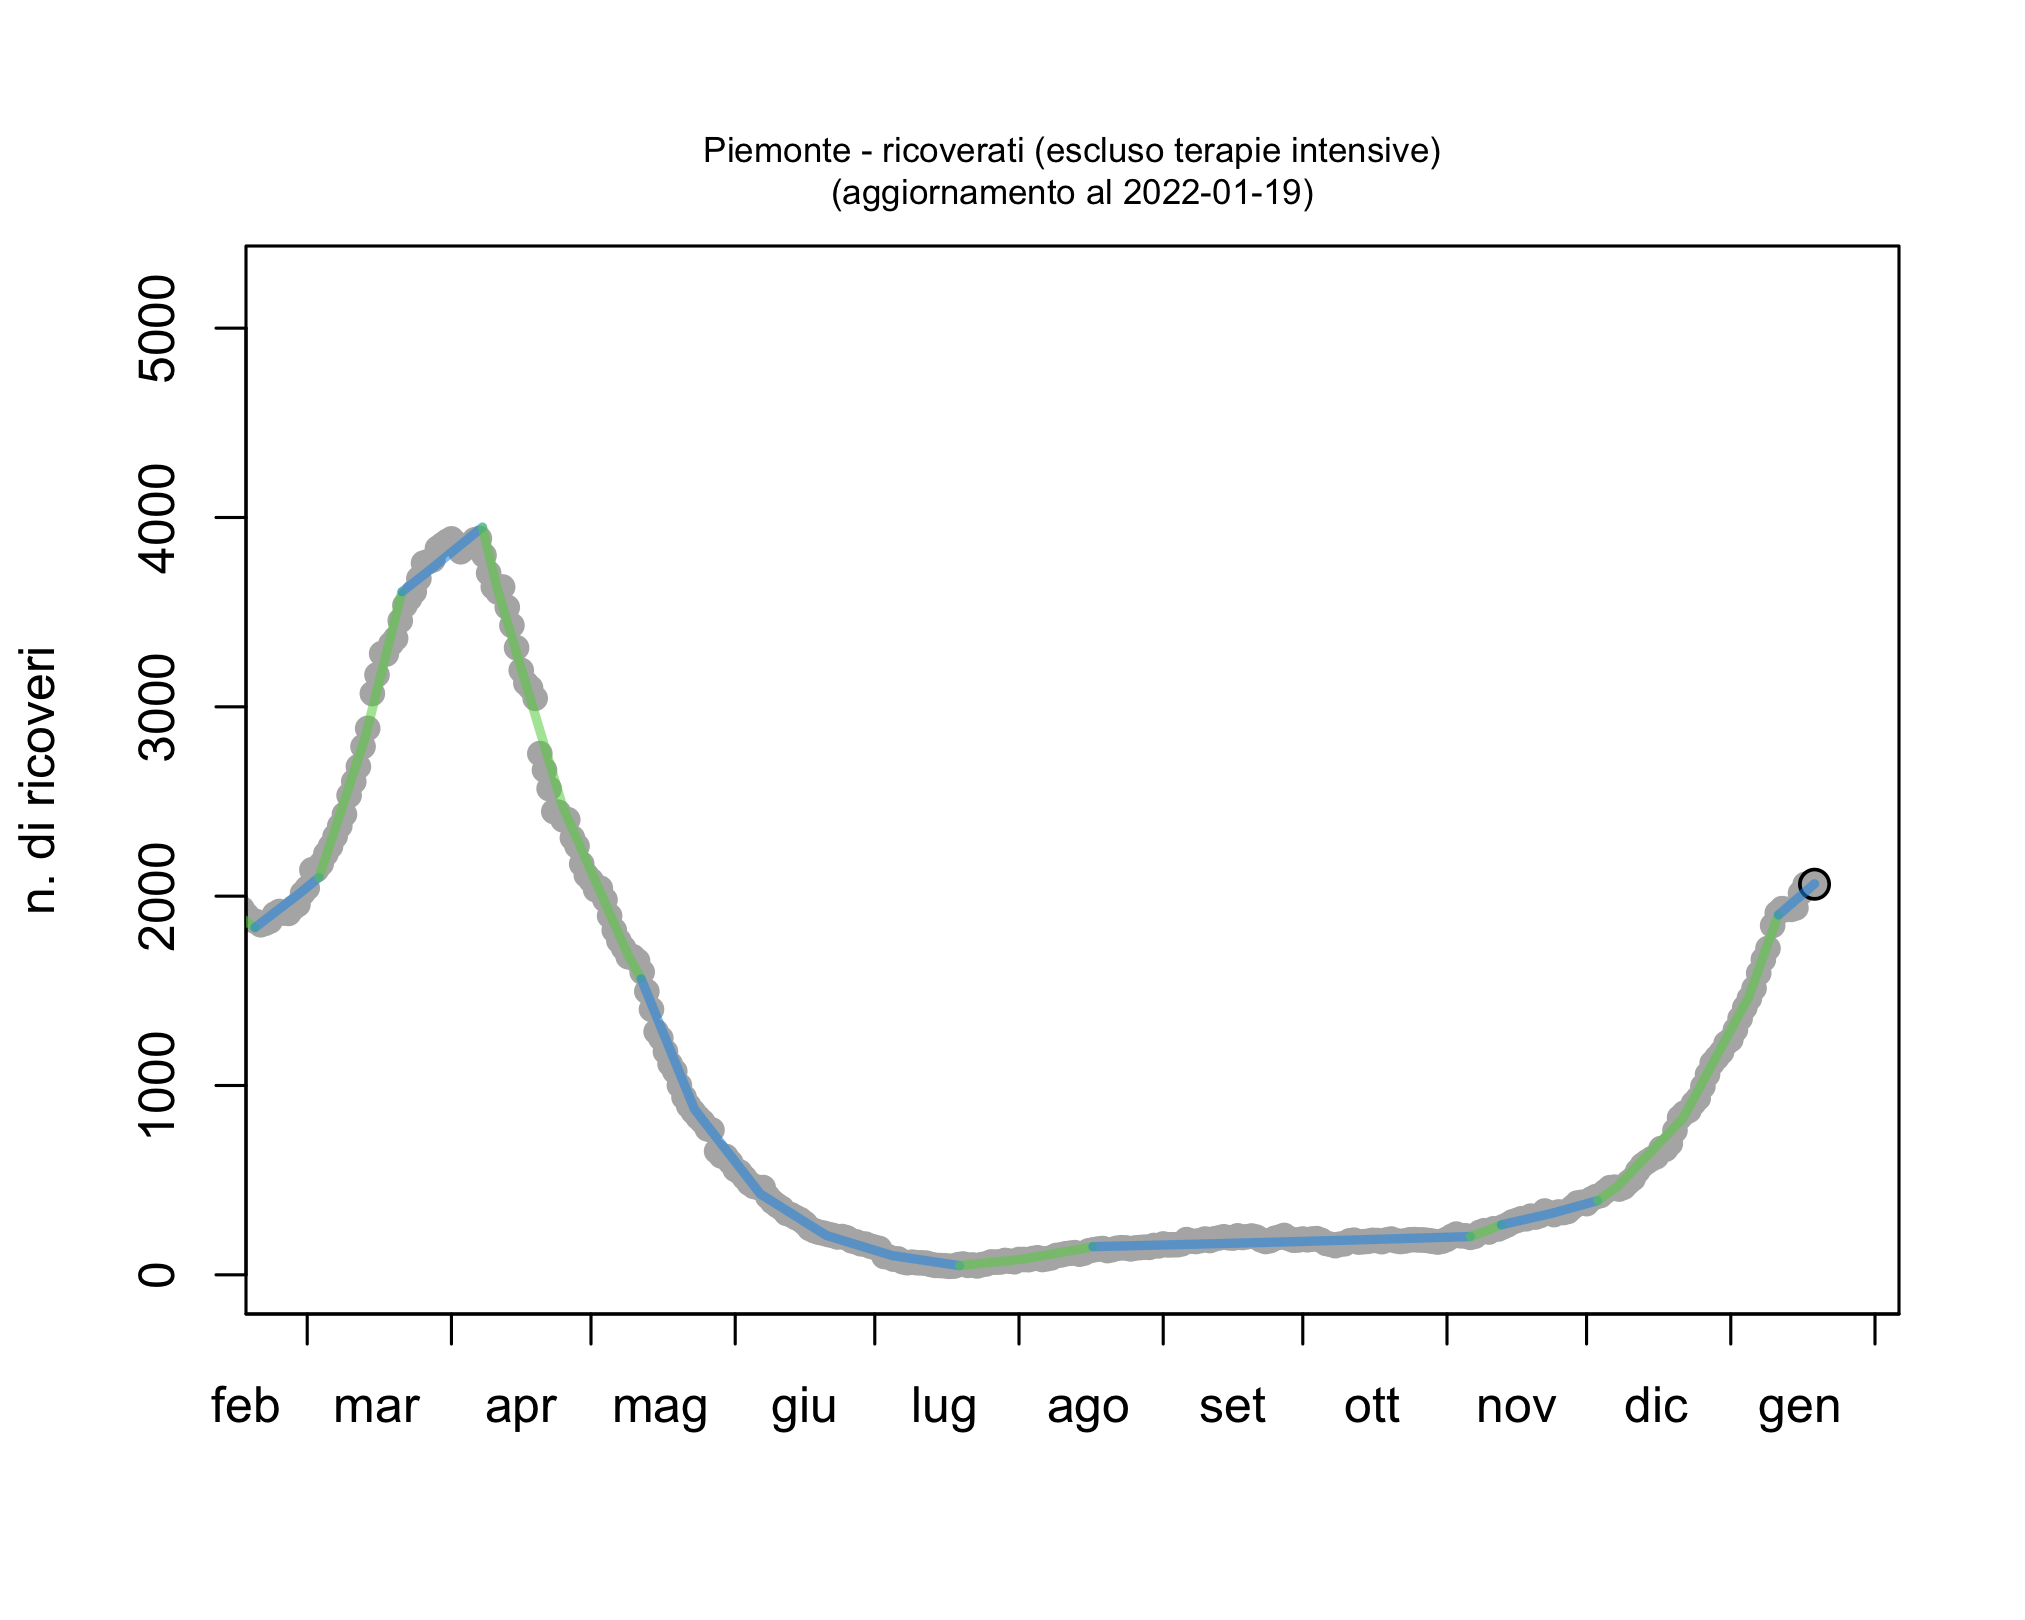 Piemonte - ricoverati (escluso terapie intensive)
(aggiornamento al 2022-01-19)
n. di ricoveri
5000
4000
3000
2000
1000
0
feb mar apr mag giu lug ago set ott nov dic gen